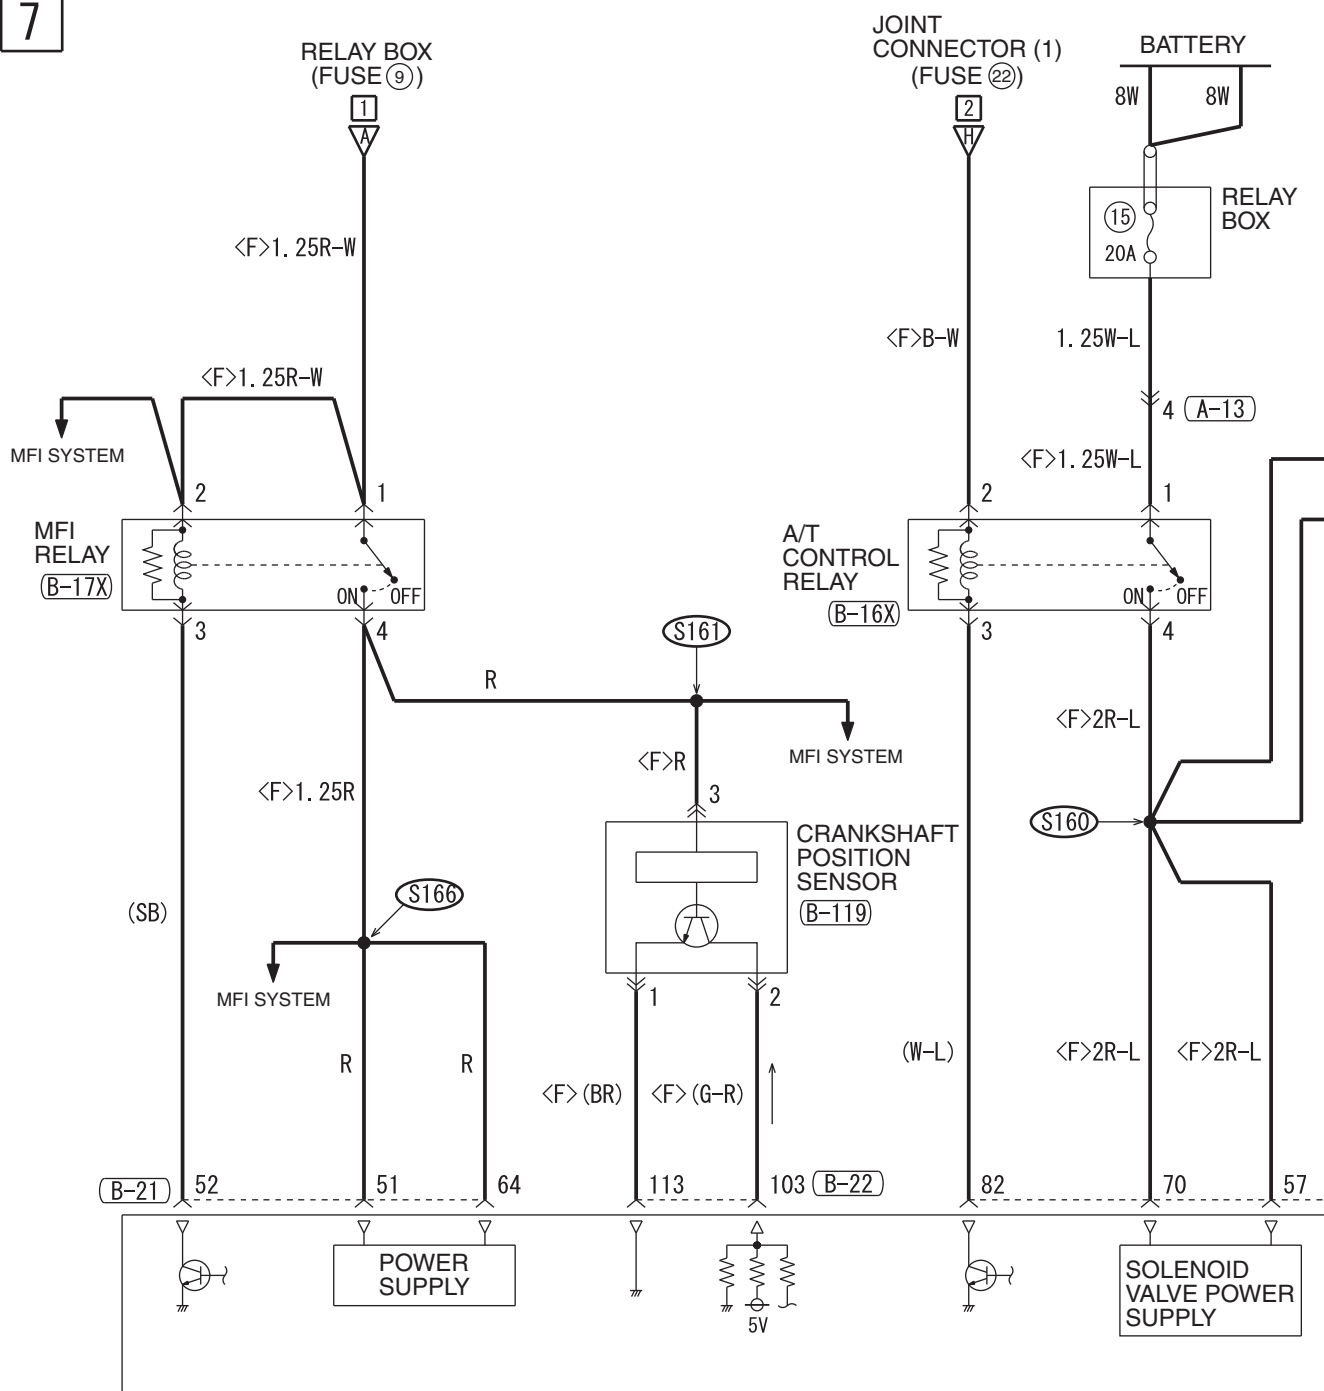 7
RELAY BOX
(FUSE 9)
1
A
JOINT
CONNECTOR (1)
(FUSE 22)
2
H
BATTERY
8W
8W
15
20A
RELAY
BOX
<F>1.25R-W
<F>B-W
1.25W-L
<F>1.25R-W
4
A-13
MFI SYSTEM
<F>1.25W-L
2
1
2
1
MFI
RELAY
B-17X
ON
OFF
A/T
CONTROL
RELAY
B-16X
ON
OFF
3
4
3
4
S161
R
<F>2R-L
<F>R
MFI SYSTEM
<F>1.25R
3
S160
CRANKSHAFT
POSITION
SENSOR
B-119
S166
(SB)
MFI SYSTEM
1
2
R
R
<F>(BR)
<F>(G-R)
(W-L)
<F>2R-L
<F>2R-L
B-21
52
51
64
113
103
B-22
82
70
57
POWER
SUPPLY
5V
SOLENOID
VALVE POWER
SUPPLY